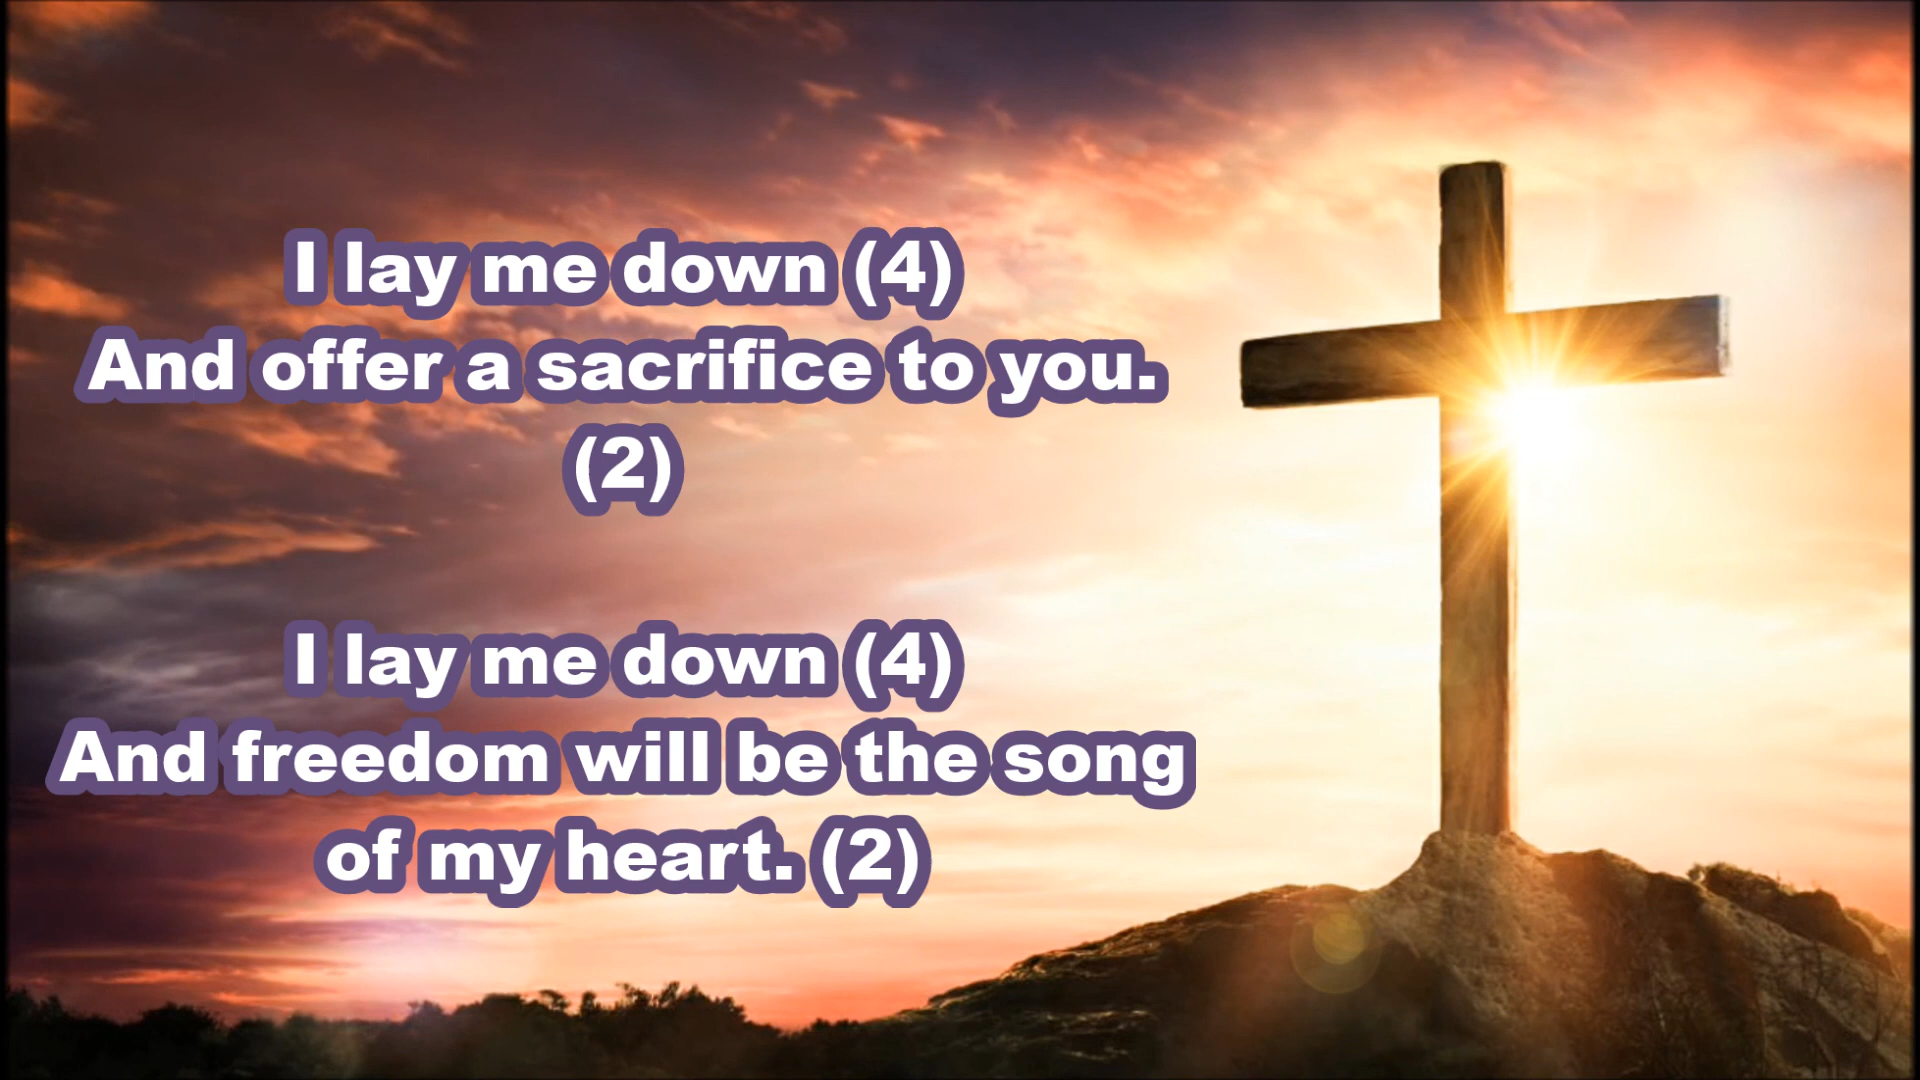 I lay me down (4)
And offer a sacrifice to you.
(2)
I lay me down (4)
And freedom will be the song
of my heart. (2)